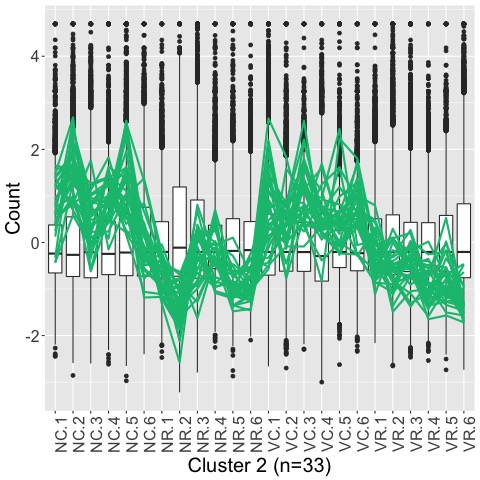 4
2
0
-2
Count
NC.1
NC.2
NC.3
NC.4
NC.5
NC.6
NR.1
NR.2
NR.3
NR.4
NR.5
NR.6
VC.1
VC.2
VC.3
VC.4
VC.5
VC.6
VR.1
VR.2
VR.3
VR.4
VR.5
VR.6
Cluster 2 (n=33)